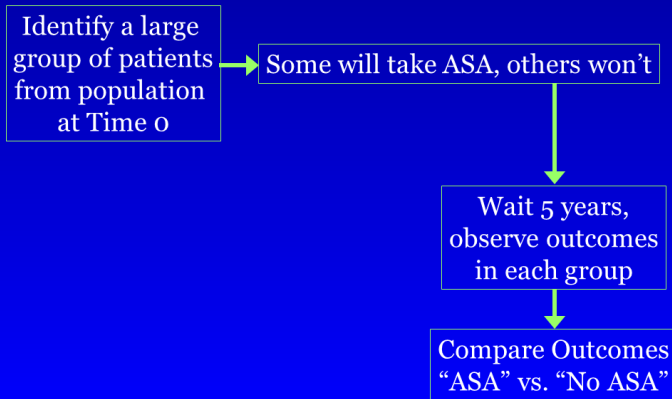 Identify a large
group of patients
from population
at Time 0
Some will take ASA, others won’t
Wait 5 years,
observe outcomes
in each group
Compare Outcomes
“ASA” vs. “No ASA”